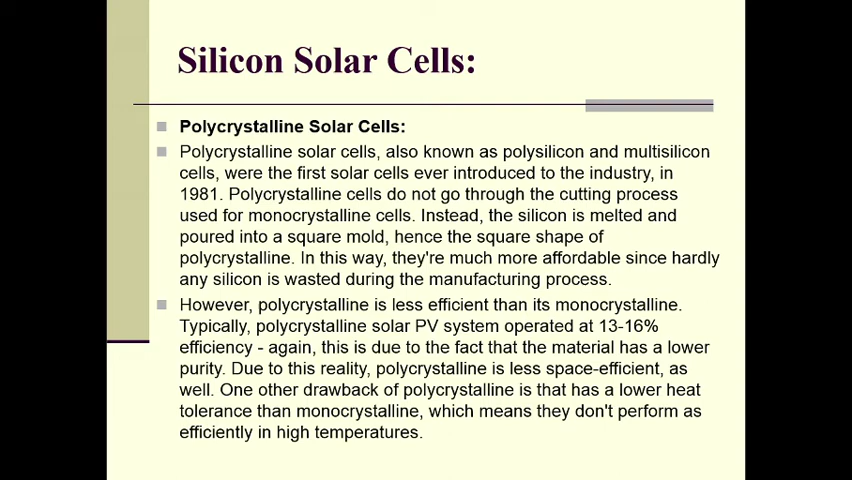 Silicon Solar Cells:
Polycrystalline Solar Cells:
Polycrystalline solar cells, also known as polysilicon and multisilicon
cells, were the first solar cells ever introduced to the industry, in
1981. Polycrystalline cells do not go through the cutting process
used for monocrystalline cells. Instead, the silicon is melted and
poured into a square mold, hence the square shape of
polycrystalline. In this way, they're much more affordable since hardly
any silicon is wasted during the manufacturing process.
However, polycrystalline is less efficient than its monocrystalline.
Typically, polycrystalline solar PV system operated at 13-16%
efficiency - again, this is due to the fact that the material has a lower
purity. Due to this reality, polycrystalline is less space-efficient, as
well. One other drawback of polycrystalline is that has a lower heat
tolerance than monocrystalline, which means they don't perform as
efficiently in high temperatures.